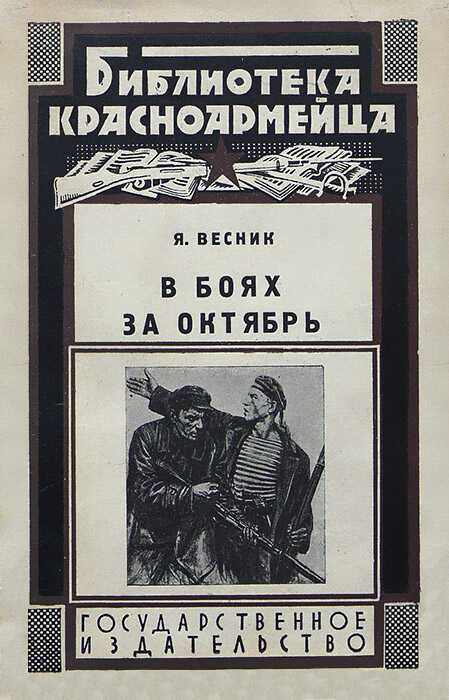 БИБЛИОТЕКА
КРАСНОАРМЕЙЦА
Я. ВЕСНИК
В БОЯХ
ЗА ОКТЯБРЬ
ГОСУДАРСТВЕННОЕ
ИЗДАТЕЛЬСТВО